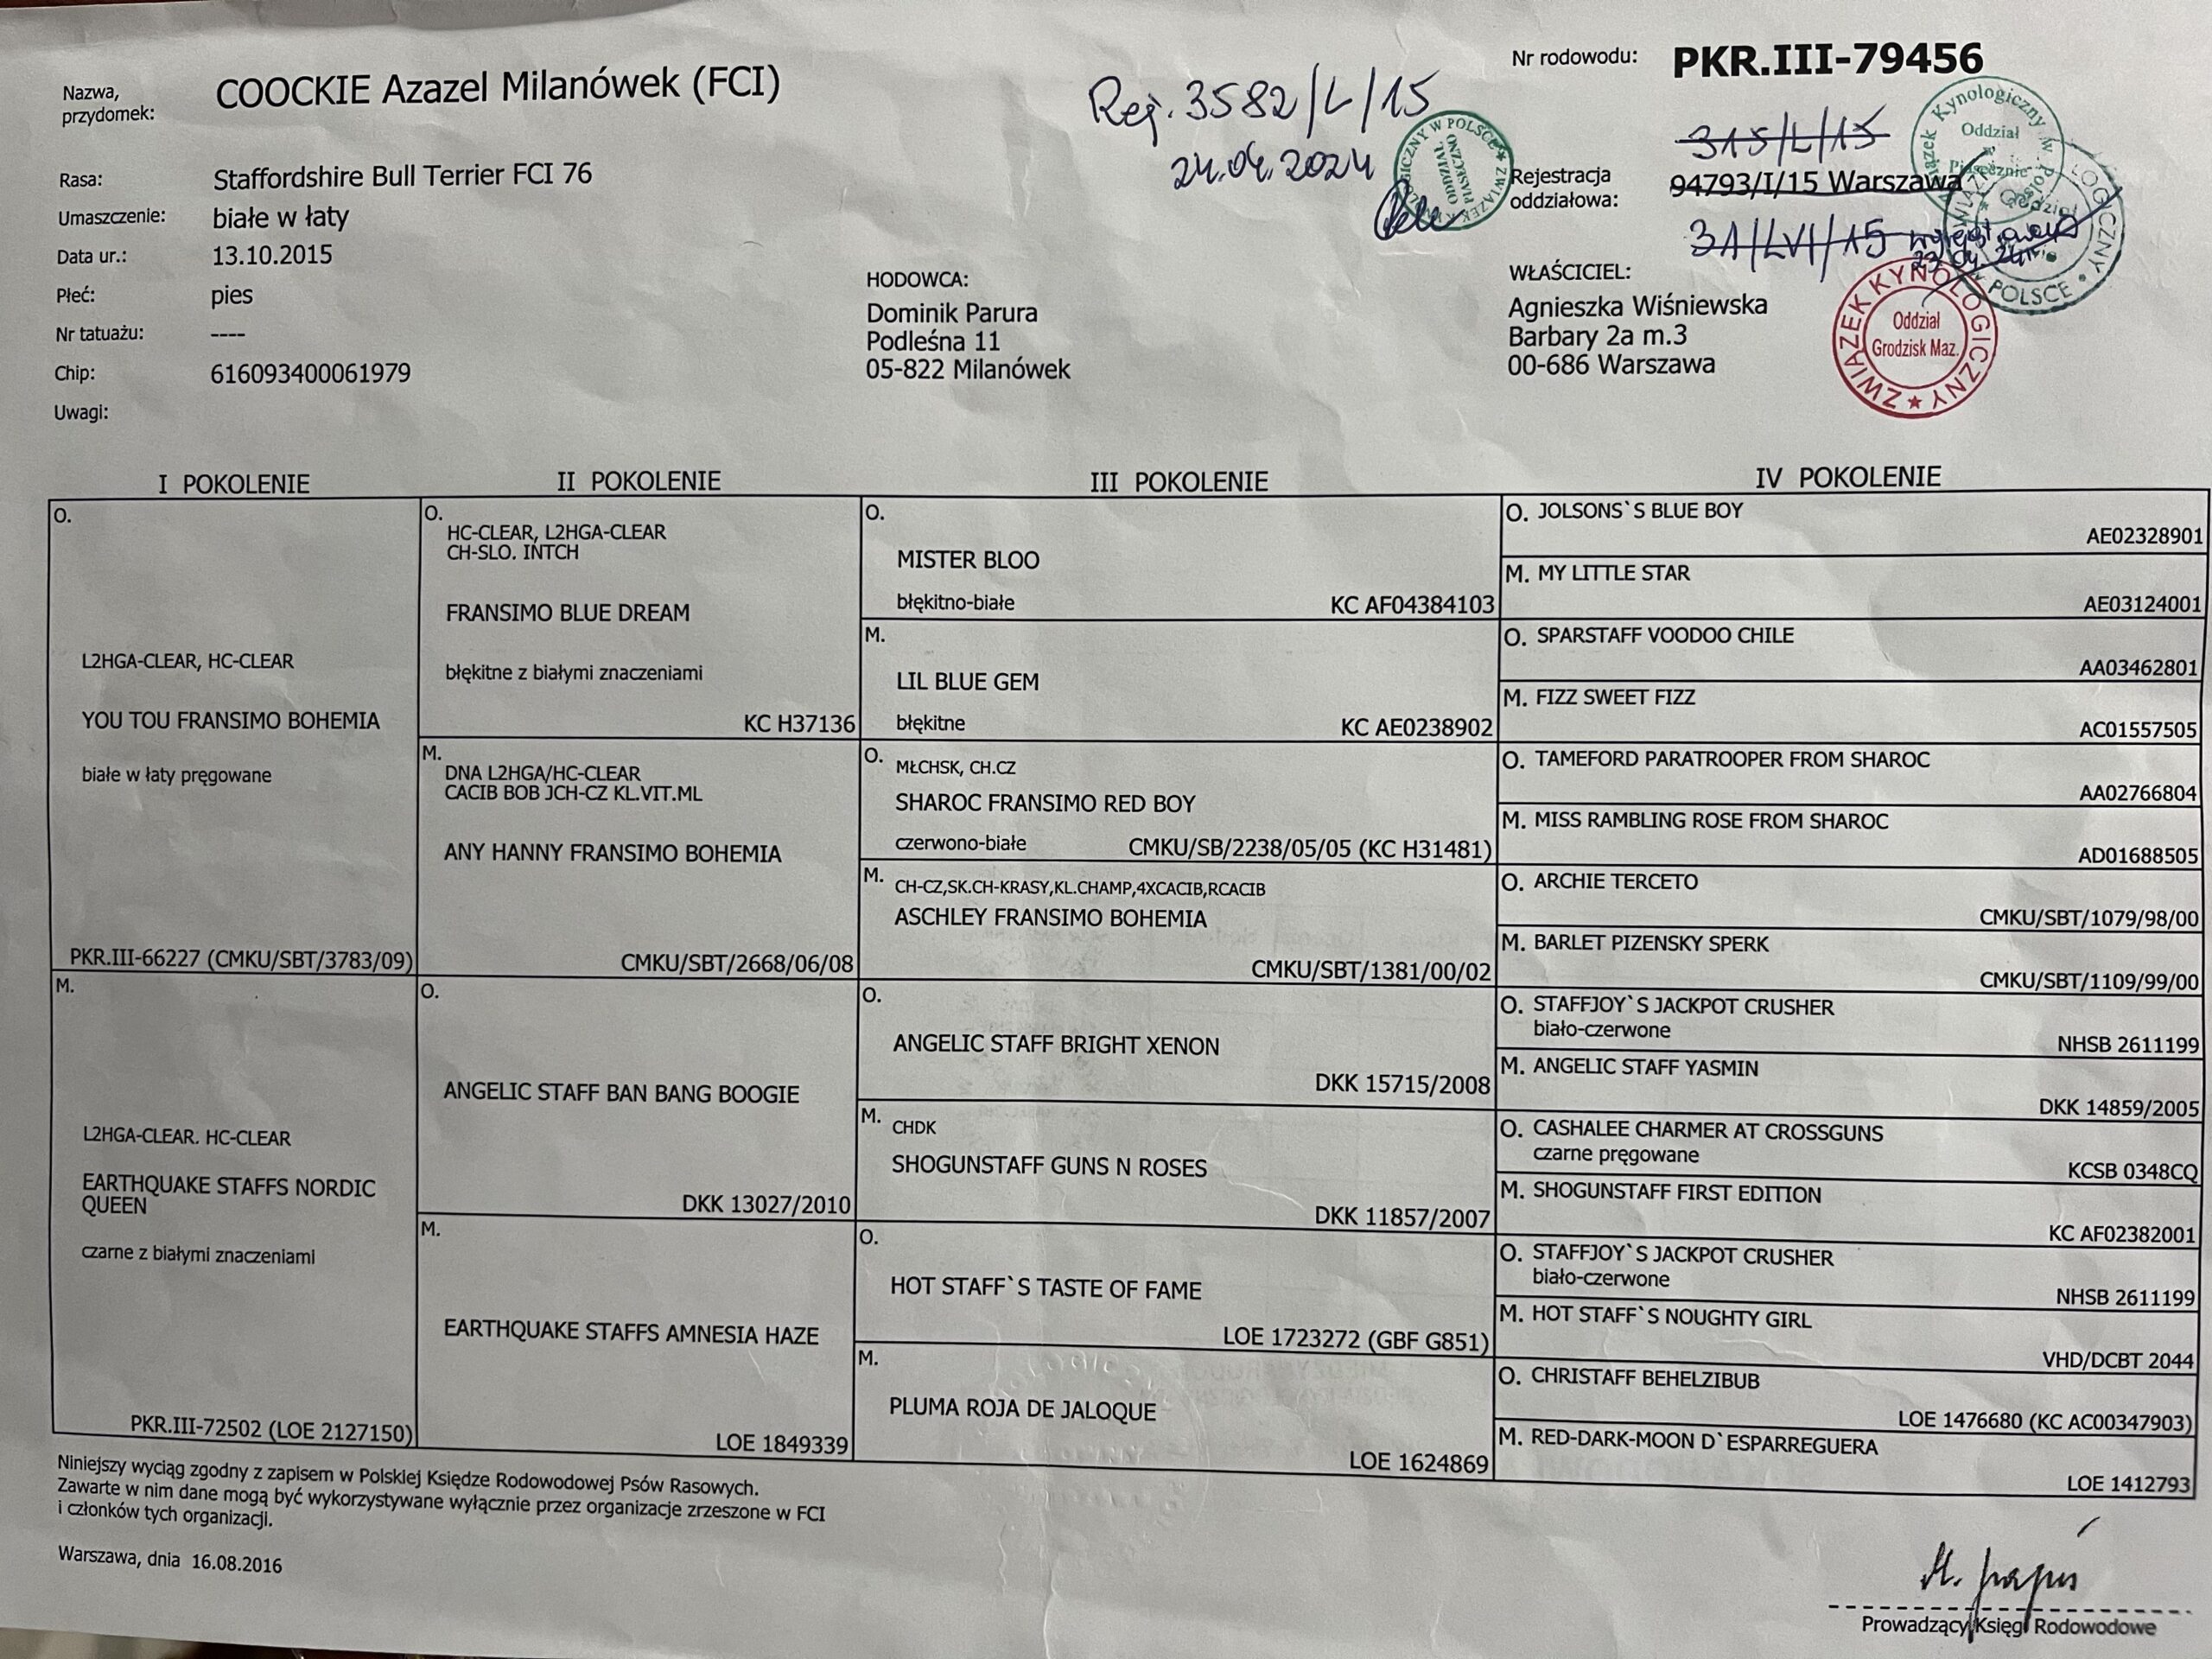 Nazwa, przydomek: COOCKIE Azazel Milanówek (FCI)
Rej. 3582/L/15
24.04.2024
Nr rodowodu: PKR.III-79456
315/L/15
Rejestracja oddziałowa: 94793/I/15 Warszawa
31/LVI/15
Rasa: Staffordshire Bull Terrier FCI 76
Umaszczenie: białe w łaty
Data ur.: 13.10.2015
Płeć: pies
Nr tatuażu: ----
Chip: 616093400061979
Uwagi:
HODOWCA:
Dominik Parura
Podleśna 11
05-822 Milanówek
WŁAŚCICIEL:
Agnieszka Wiśniewska
Barbary 2a m.3
00-686 Warszawa
ZWIĄZEK KYNOLOGICZNY
Oddział
Grodzisk Maz.
I POKOLENIE
II POKOLENIE
III POKOLENIE
IV POKOLENIE
O.
L2HGA-CLEAR, HC-CLEAR
YOU TOU FRANSIMO BOHEMIA
białe w łaty pręgowane
PKR.III-66227 (CMKU/SBT/3783/09)
M.
L2HGA-CLEAR. HC-CLEAR
EARTHQUAKE STAFFS NORDIC
QUEEN
czarne z białymi znaczeniami
PKR.III-72502 (LOE 2127150)
O.
HC-CLEAR, L2HGA-CLEAR
CH-SLO. INTCH
FRANSIMO BLUE DREAM
błękitne z białymi znaczeniami
KC H37136
M.
DNA L2HGA/HC-CLEAR
CACIB BOB JCH-CZ KL.VIT.ML
ANY HANNY FRANSIMO BOHEMIA
CMKU/SBT/2668/06/08
O.
ANGELIC STAFF BAN BANG BOOGIE
DKK 13027/2010
M.
EARTHQUAKE STAFFS AMNESIA HAZE
LOE 1849339
O.
MISTER BLOO
błękitno-białe KC AF04384103
M.
LIL BLUE GEM
błękitne KC AE0238902
O. MŁCHSK, CH.CZ
SHAROC FRANSIMO RED BOY
czerwono-białe CMKU/SB/2238/05/05 (KC H31481)
M. CH-CZ,SK.CH-KRASY,KL.CHAMP,4XCACIB,RCACIB
ASCHLEY FRANSIMO BOHEMIA
CMKU/SBT/1381/00/02
O.
ANGELIC STAFF BRIGHT XENON
DKK 15715/2008
M. CHDK
SHOGUNSTAFF GUNS N ROSES
DKK 11857/2007
O.
HOT STAFF`S TASTE OF FAME
LOE 1723272 (GBF G851)
M.
PLUMA ROJA DE JALOQUE
LOE 1624869
O. JOLSONS`S BLUE BOY
AE02328901
M. MY LITTLE STAR
AE03124001
O. SPARSTAFF VOODOO CHILE
AA03462801
M. FIZZ SWEET FIZZ
AC01557505
O. TAMEFORD PARATROOPER FROM SHAROC
AA02766804
M. MISS RAMBLING ROSE FROM SHAROC
AD01688505
O. ARCHIE TERCETO
CMKU/SBT/1079/98/00
M. BARLET PIZENSKY SPERK
CMKU/SBT/1109/99/00
O. STAFFJOY`S JACKPOT CRUSHER
biało-czerwone
NHSB 2611199
M. ANGELIC STAFF YASMIN
DKK 14859/2005
O. CASHALEE CHARMER AT CROSSGUNS
czarne pręgowane
KCSB 0348CQ
M. SHOGUNSTAFF FIRST EDITION
KC AF02382001
O. STAFFJOY`S JACKPOT CRUSHER
biało-czerwone
NHSB 2611199
M. HOT STAFF`S NOUGHTY GIRL
VHD/DCBT 2044
O. CHRISTAFF BEHELZIBUB
LOE 1476680 (KC AC00347903)
M. RED-DARK-MOON D`ESPARREGUERA
LOE 1412793
Niniejszy wyciąg zgodny z zapisem w Polskiej Księdze Rodowodowej Psów Rasowych.
Zawarte w nim dane mogą być wykorzystywane wyłącznie przez organizacje zrzeszone w FCI
i członków tych organizacji.
Warszawa, dnia 16.08.2016
Prowadzący Księgi Rodowodowe